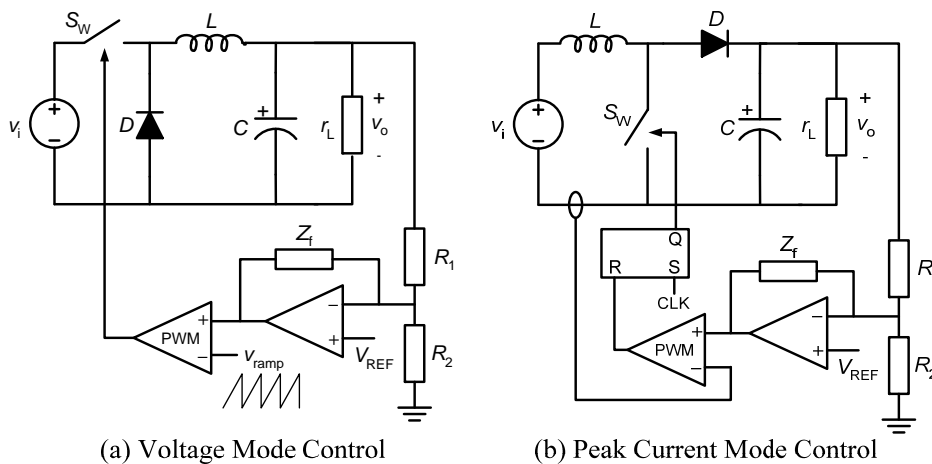 S_W
L
v_i
D
C
+
r_L
+
v_o
-
Z_f
R_1
+
PWM
−
−
+
v_ramp
V_REF
R_2
(a) Voltage Mode Control
L
D
v_i
S_W
C
+
r_L
+
v_o
-
Q
R S
CLK
Z_f
R
+
PWM
−
−
+
V_REF
R_2
(b) Peak Current Mode Control